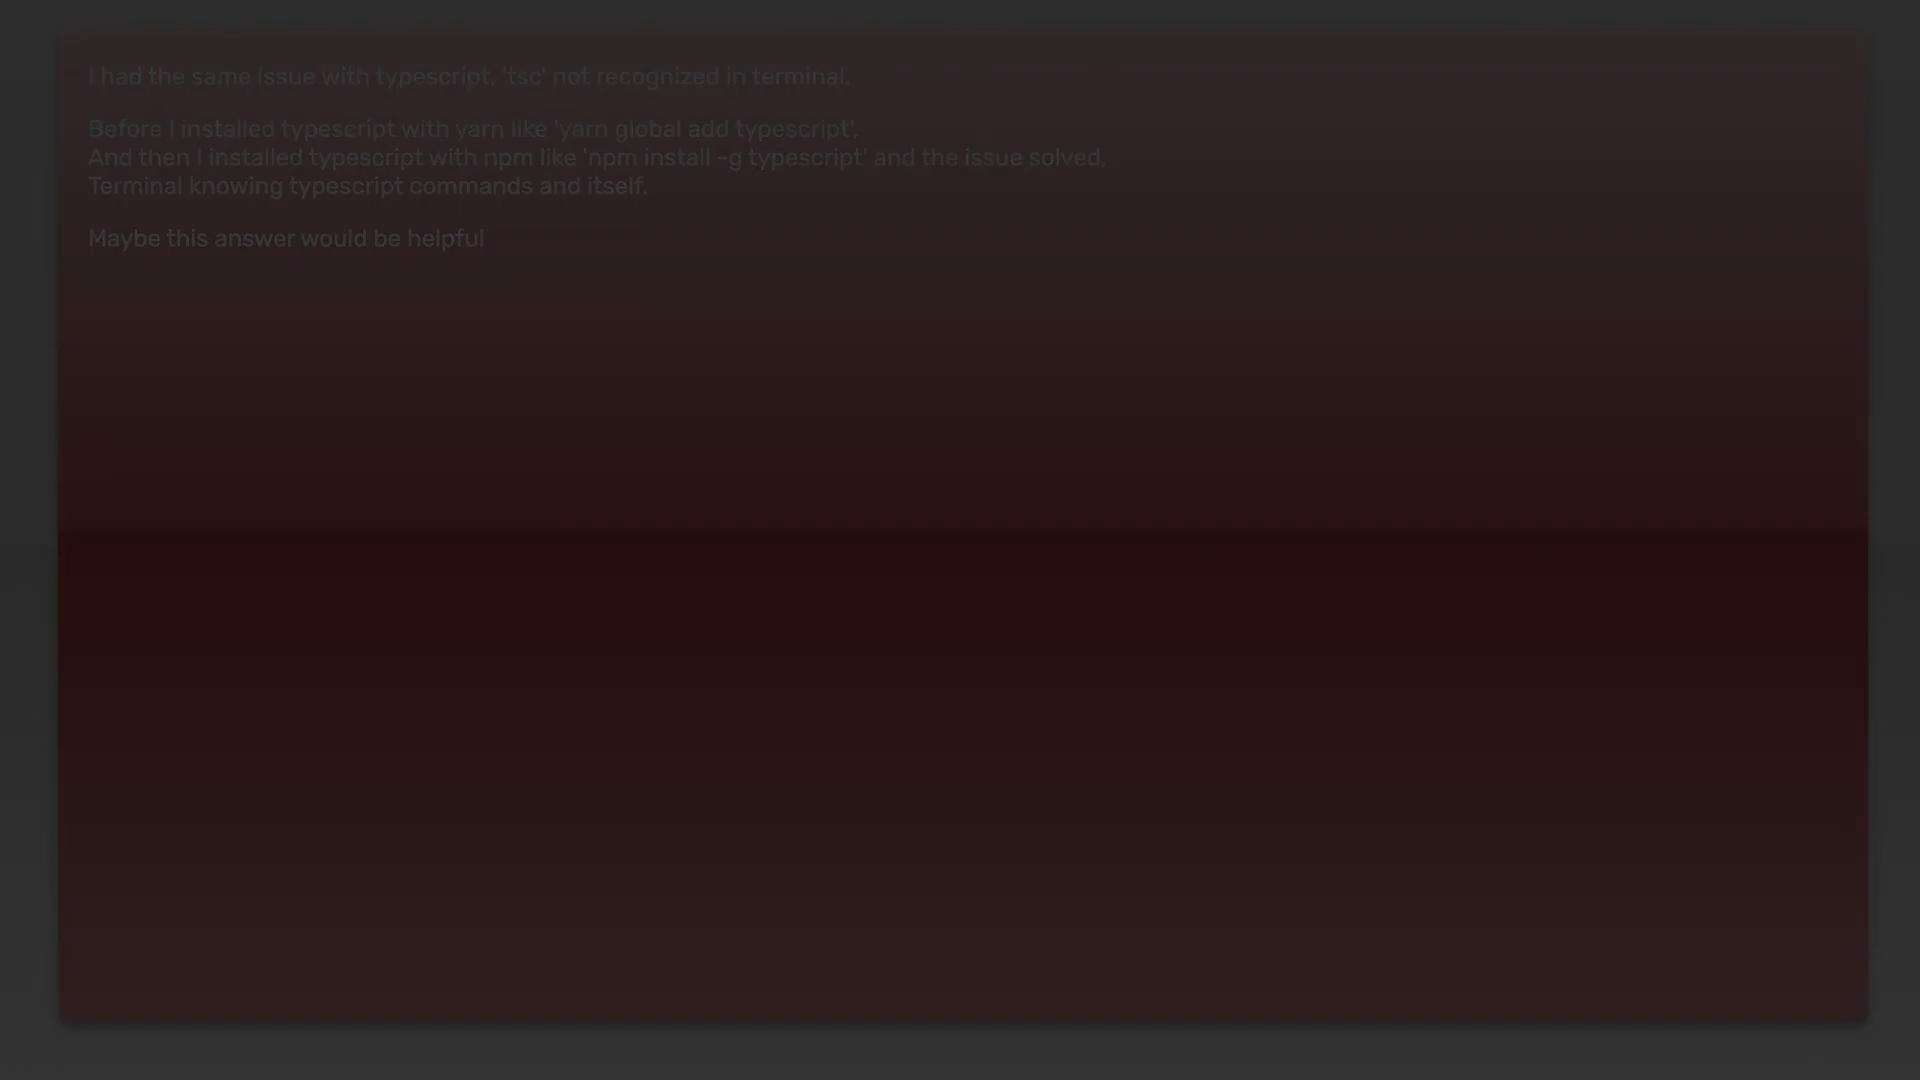 I had the same issue with typescript, 'tsc' not recognized in terminal.
Before I installed typescript with yarn like 'yarn global add typescript'.
And then I installed typescript with npm like 'npm install -g typescript' and the issue solved.
Terminal knowing typescript commands and itself.
Maybe this answer would be helpful